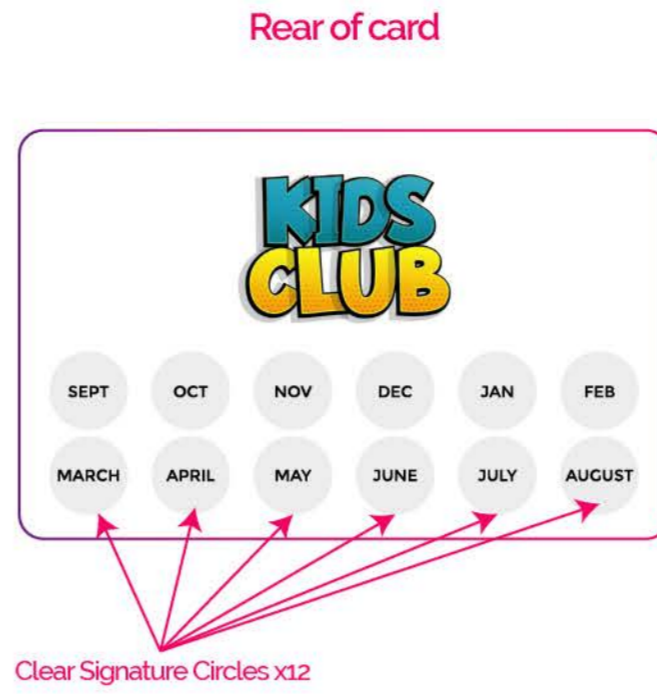 Rear of card
KIDS
CLUB
SEPT OCT NOV DEC JAN FEB
MARCH APRIL MAY JUNE JULY AUGUST
Clear Signature Circles x12